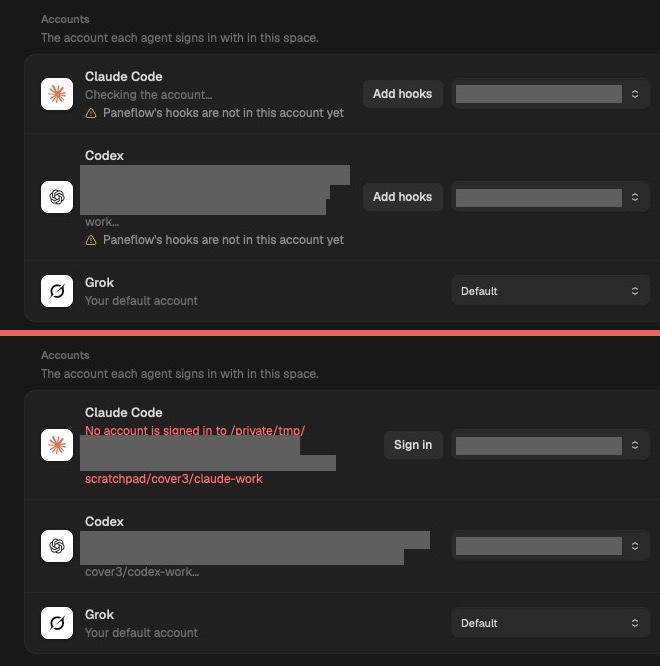 Accounts
The account each agent signs in with in this space.
Claude Code
Checking the account…
Paneflow's hooks are not in this account yet
Add hooks
Codex
work…
Paneflow's hooks are not in this account yet
Add hooks
Grok
Your default account
Default
Accounts
The account each agent signs in with in this space.
Claude Code
No account is signed in to /private/tmp/
scratchpad/cover3/claude-work
Sign in
Codex
cover3/codex-work…
Grok
Your default account
Default